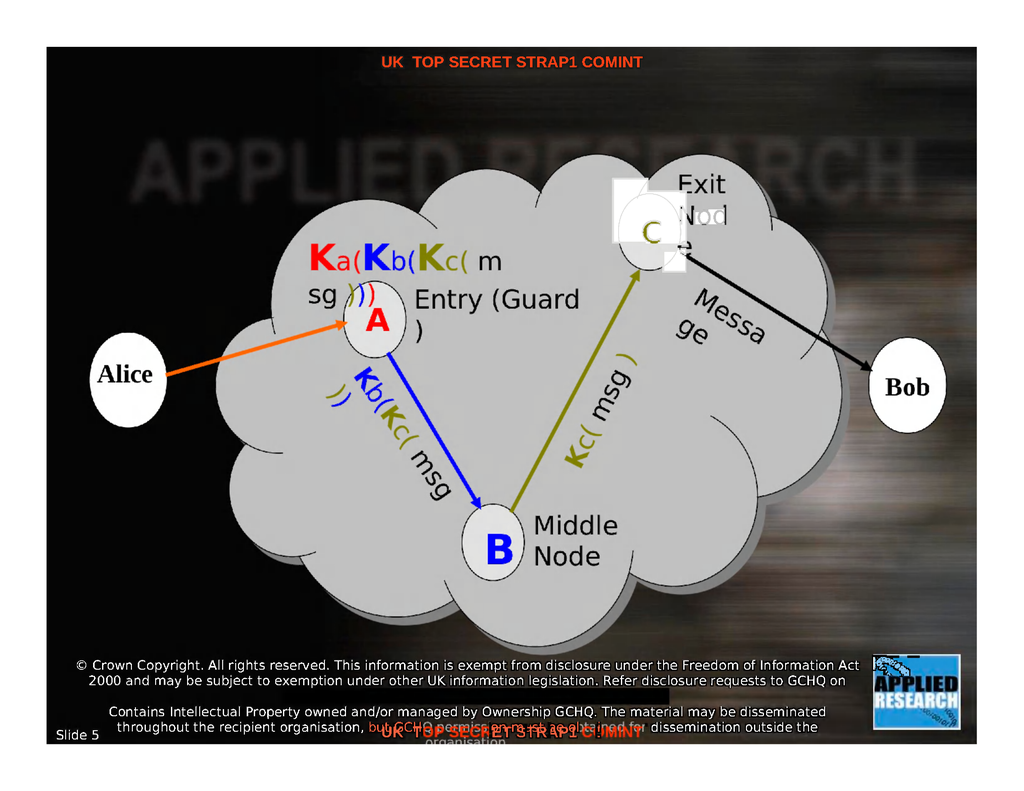 UK TOP SECRET STRAP1 COMINT
APPLIED RESEARCH
Exit
Nod
e
C
Ka(Kb(Kc( m
sg )))
Entry (Guard
)
A
Messa
ge
Alice
Bob
Kb(Kc( msg
))
Kc( msg )
Middle
Node
B
© Crown Copyright. All rights reserved. This information is exempt from disclosure under the Freedom of Information Act
2000 and may be subject to exemption under other UK information legislation. Refer disclosure requests to GCHQ on
Contains Intellectual Property owned and/or managed by Ownership GCHQ. The material may be disseminated
throughout the recipient organisation, but GCHQ permission must be obtained for dissemination outside the
organisation
UK TOP SECRET STRAP1 COMINT
Slide 5
APPLIED
RESEARCH